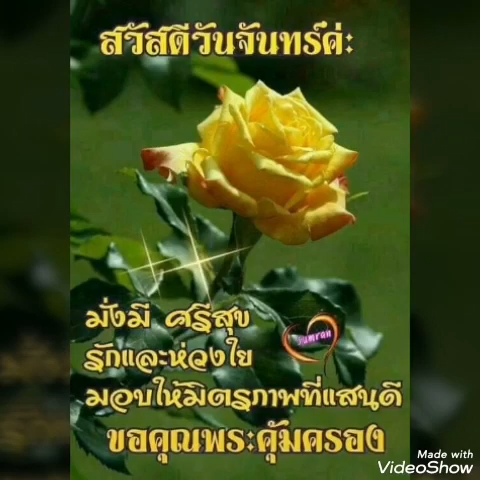 สวัสดีวันจันทร์ค่ะ
มั่งมี ศรีสุข
Jamran
รักและห่วงใย
มอบให้มิตรภาพที่แสนดี
ขอคุณพระคุ้มครอง
Made with
VideoShow